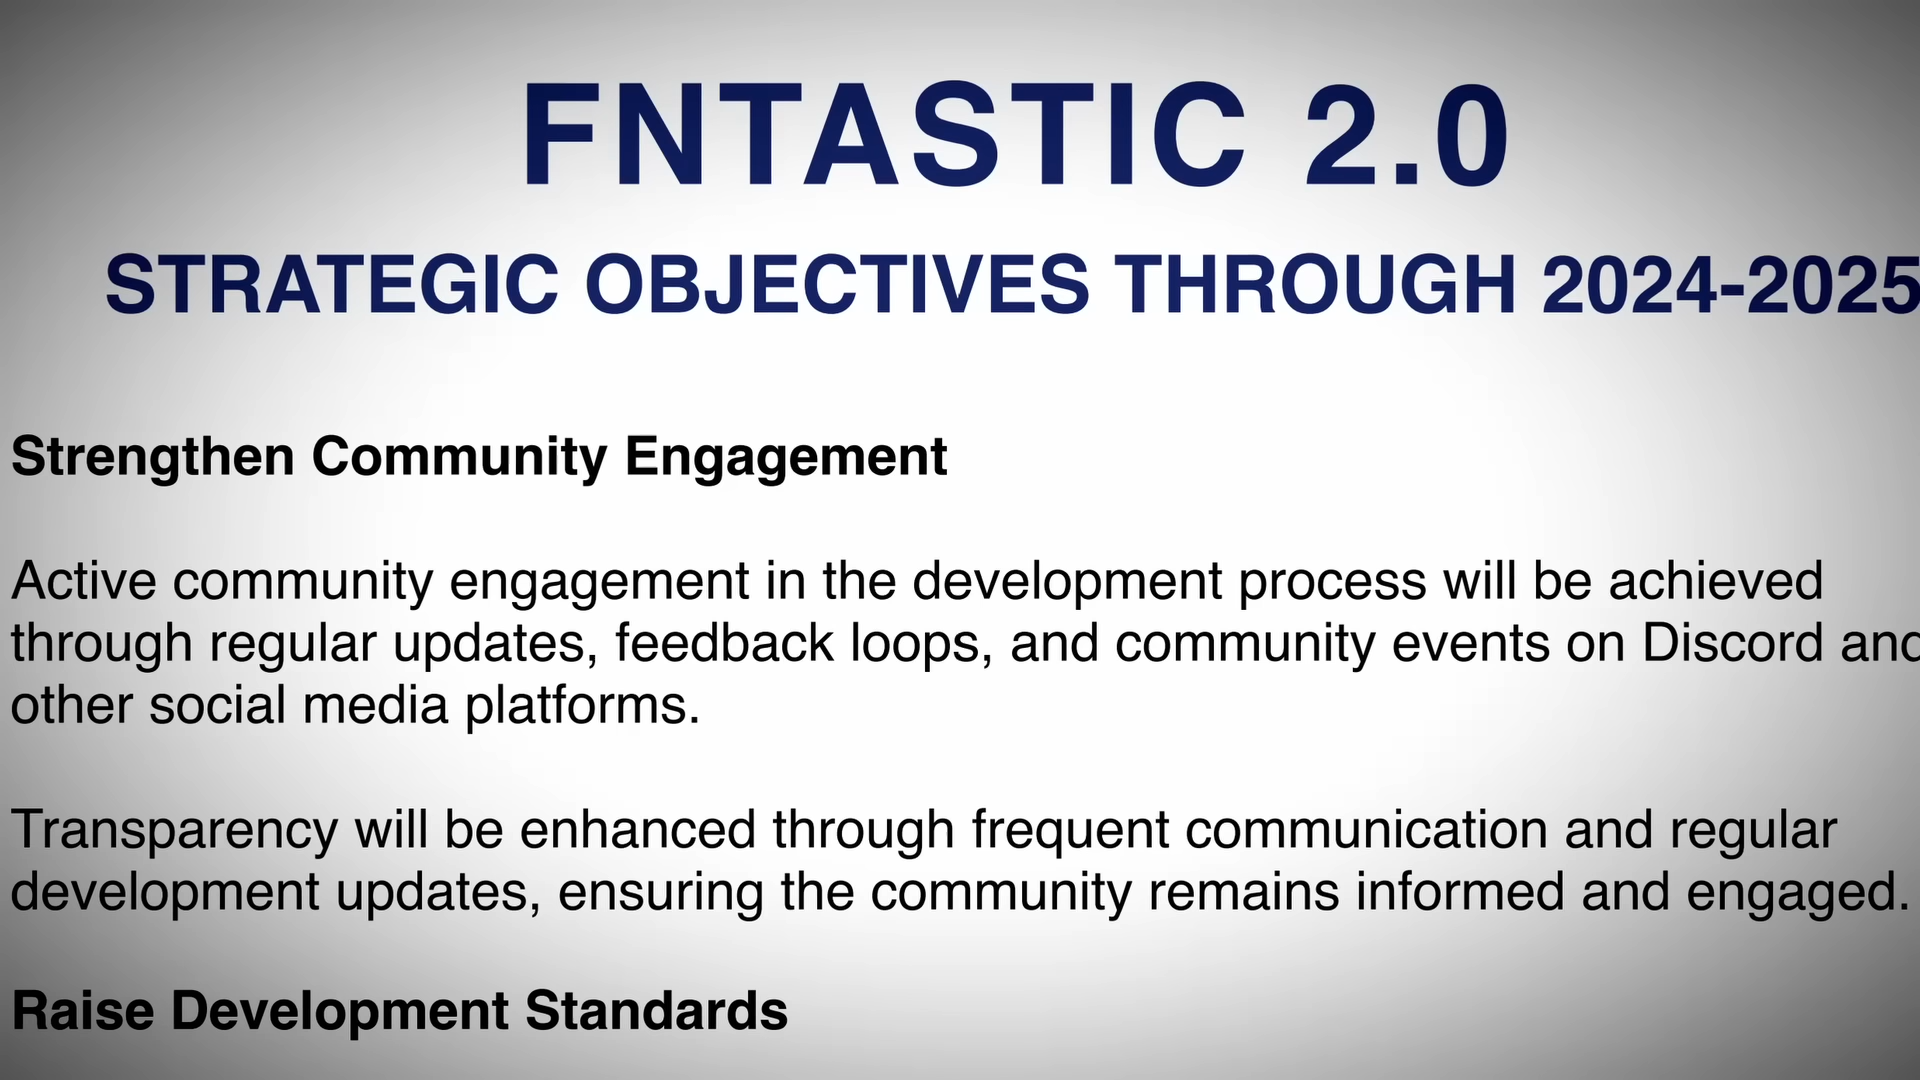 FNTASTIC 2.0
STRATEGIC OBJECTIVES THROUGH 2024-2025
Strengthen Community Engagement
Active community engagement in the development process will be achieved
through regular updates, feedback loops, and community events on Discord and
other social media platforms.
Transparency will be enhanced through frequent communication and regular
development updates, ensuring the community remains informed and engaged.
Raise Development Standards